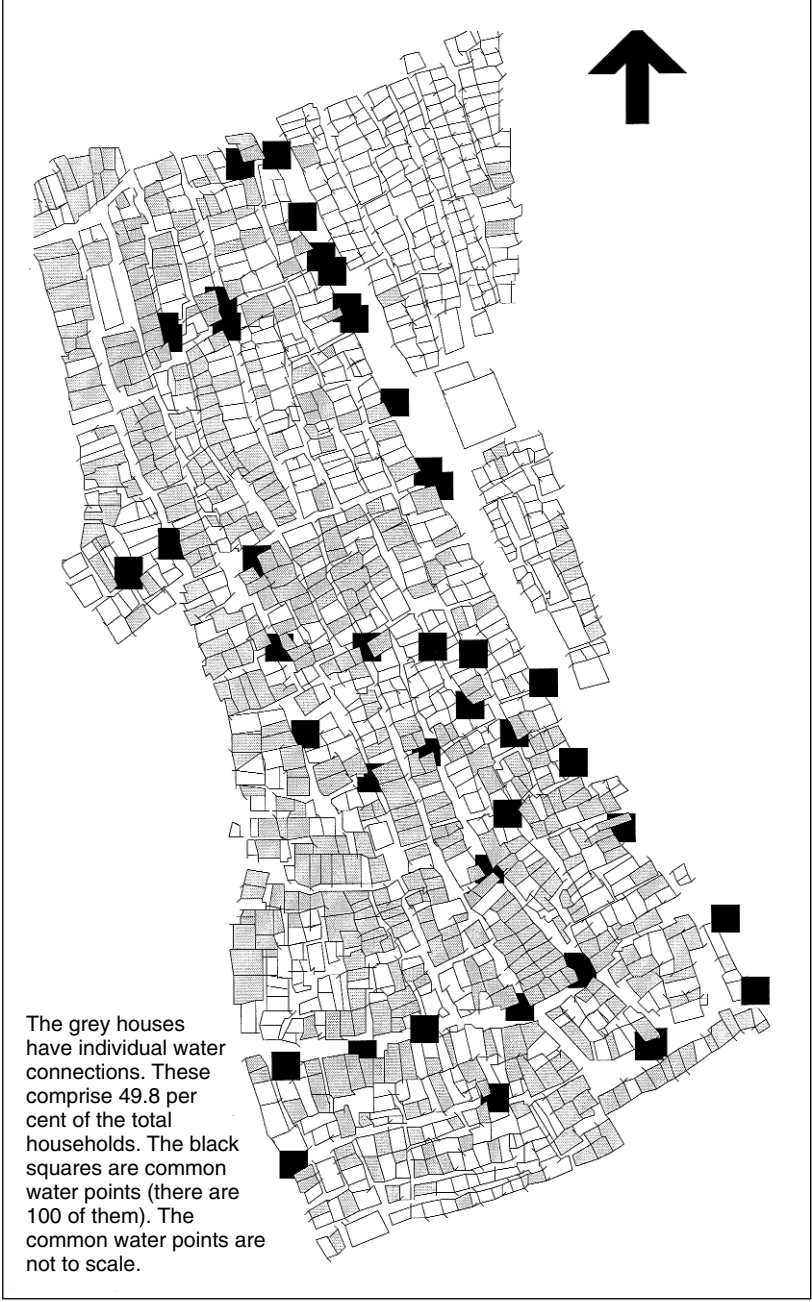 The grey houses
have individual water
connections. These
comprise 49.8 per
cent of the total
households. The black
squares are common
water points (there are
100 of them). The
common water points are
not to scale.